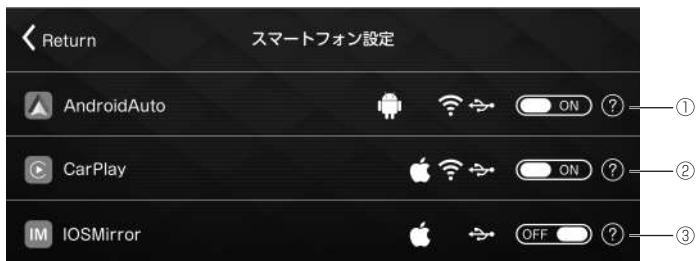 Return スマートフォン設定
AndroidAuto ON ? ①
CarPlay ON ? ②
IM IOSMirror OFF ? ③